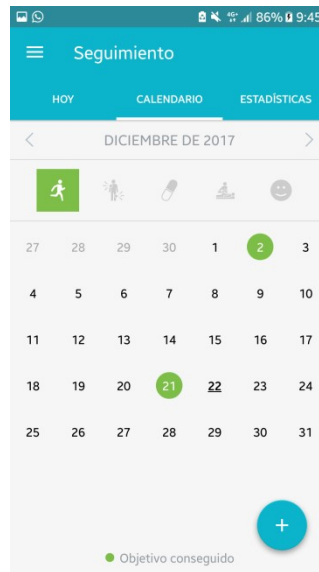 4G+ 86% 9:45
Seguimiento
HOY CALENDARIO ESTADÍSTICAS
DICIEMBRE DE 2017
27 28 29 30 1 2 3
4 5 6 7 8 9 10
11 12 13 14 15 16 17
18 19 20 21 22 23 24
25 26 27 28 29 30 31
+
Objetivo conseguido